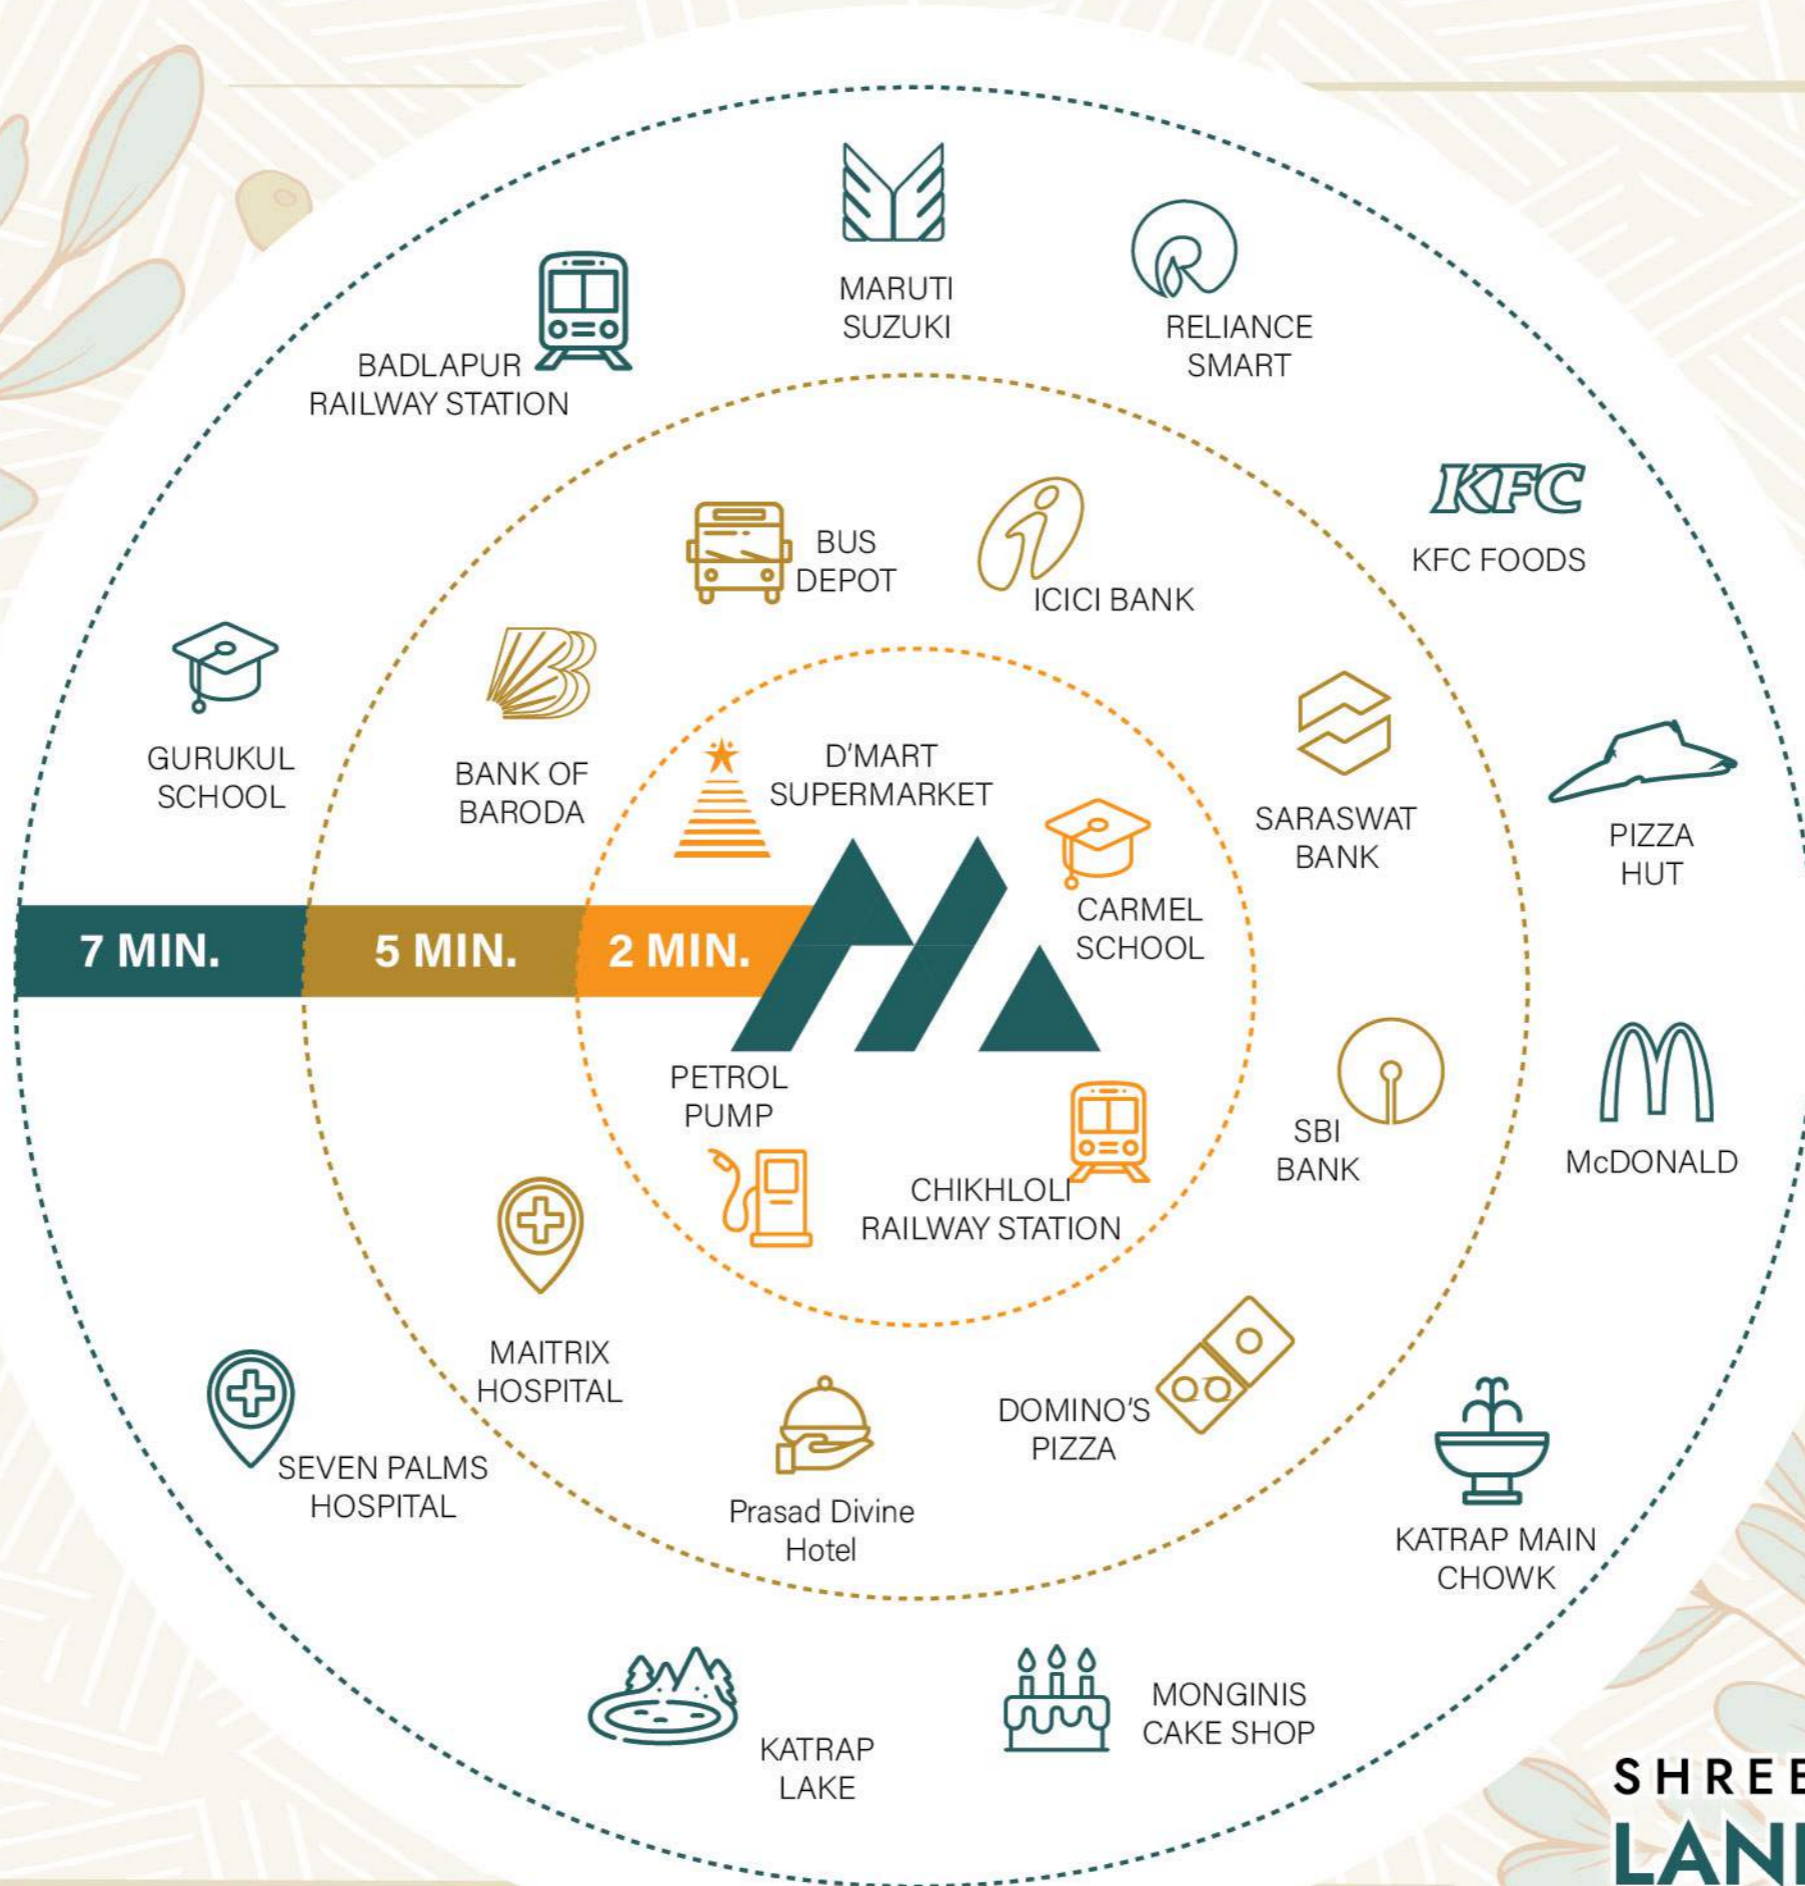 MARUTI
SUZUKI
RELIANCE
SMART
BADLAPUR
RAILWAY STATION
KFC
KFC FOODS
BUS
DEPOT
ICICI BANK
GURUKUL
SCHOOL
BANK OF
BARODA
D'MART
SUPERMARKET
SARASWAT
BANK
PIZZA
HUT
CARMEL
SCHOOL
7 MIN.
5 MIN.
2 MIN.
PETROL
PUMP
SBI
BANK
McDONALD
CHIKHLOLI
RAILWAY STATION
MAITRIX
HOSPITAL
DOMINO'S
PIZZA
SEVEN PALMS
HOSPITAL
Prasad Divine
Hotel
KATRAP MAIN
CHOWK
MONGINIS
CAKE SHOP
KATRAP
LAKE
SHREE